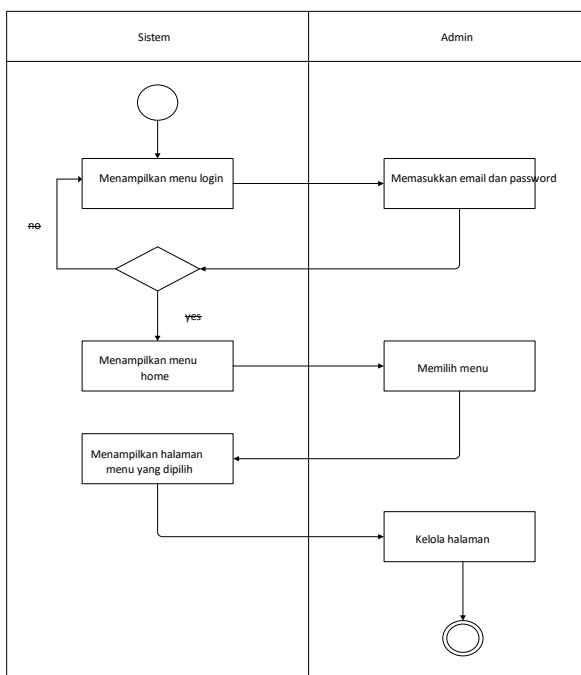 Sistem
Admin
Menampilkan menu login
Memasukkan email dan password
no
yes
Menampilkan menu
home
Memilih menu
Menampilkan halaman
menu yang dipilih
Kelola halaman